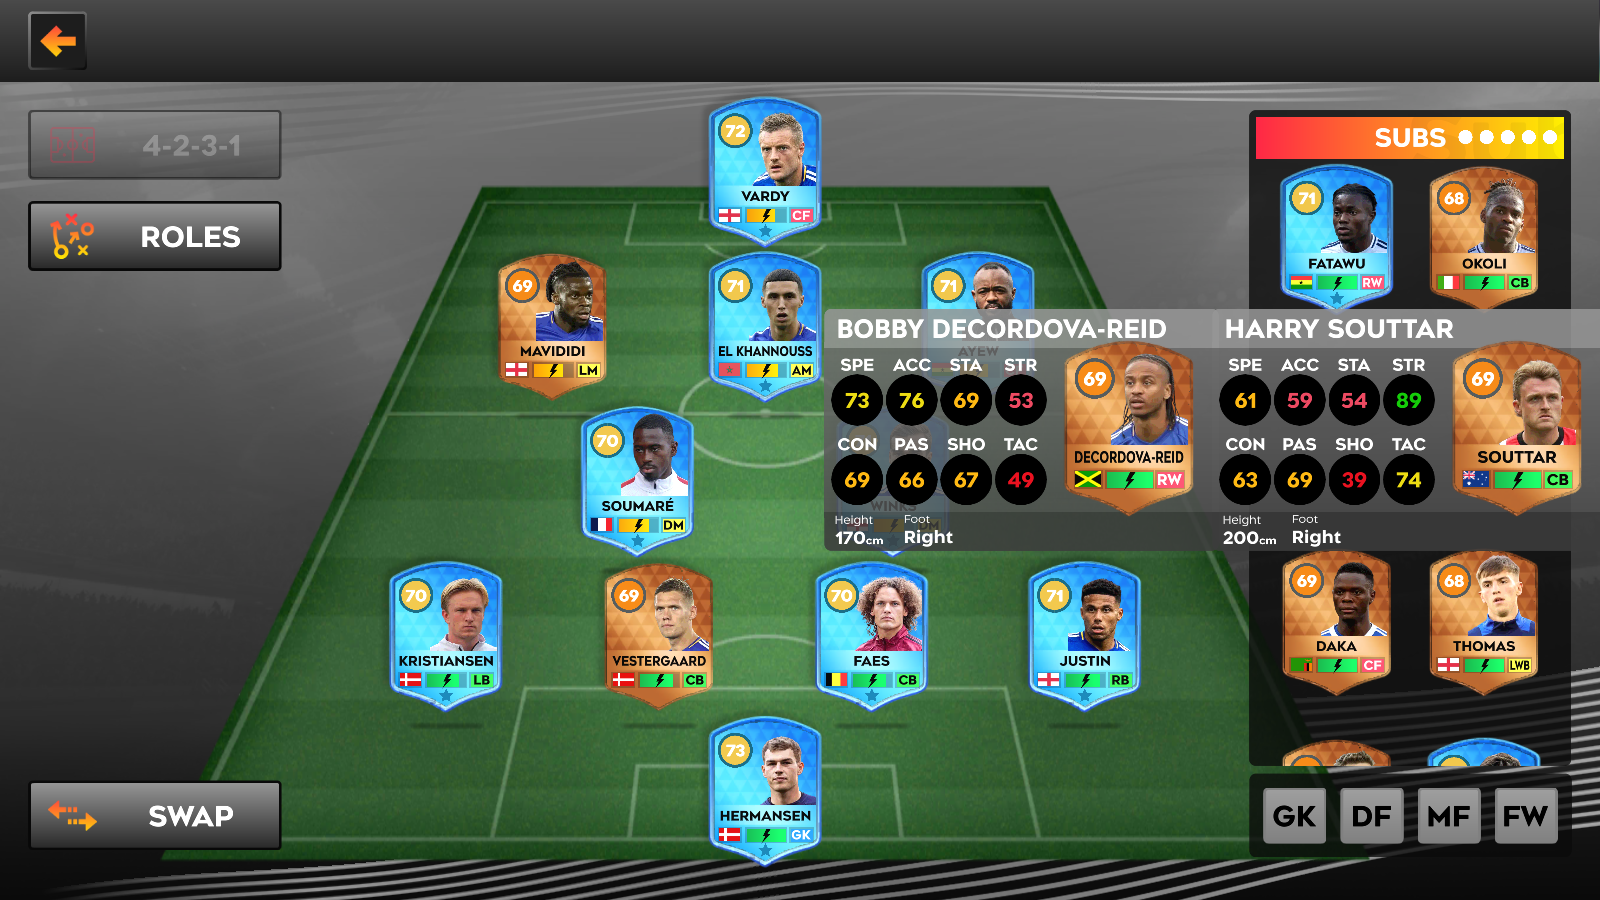 4-2-3-1
ROLES
SWAP
72
VARDY
CF
69
MAVIDIDI
LM
71
EL KHANNOUSS
AM
71
AYEW
70
SOUMARÉ
DM
WINKS
DM
70
KRISTIANSEN
LB
69
VESTERGAARD
CB
70
FAES
CB
71
JUSTIN
RB
73
HERMANSEN
GK
SUBS
71
FATAWU
RW
68
OKOLI
CB
BOBBY DECORDOVA-REID
SPE ACC STA STR
73 76 69 53
CON PAS SHO TAC
69 66 67 49
Height Foot
170cm Right
69
DECORDOVA-REID
RW
HARRY SOUTTAR
SPE ACC STA STR
61 59 54 89
CON PAS SHO TAC
63 69 39 74
Height Foot
200cm Right
69
SOUTTAR
CB
69
DAKA
CF
68
THOMAS
LWB
GK DF MF FW